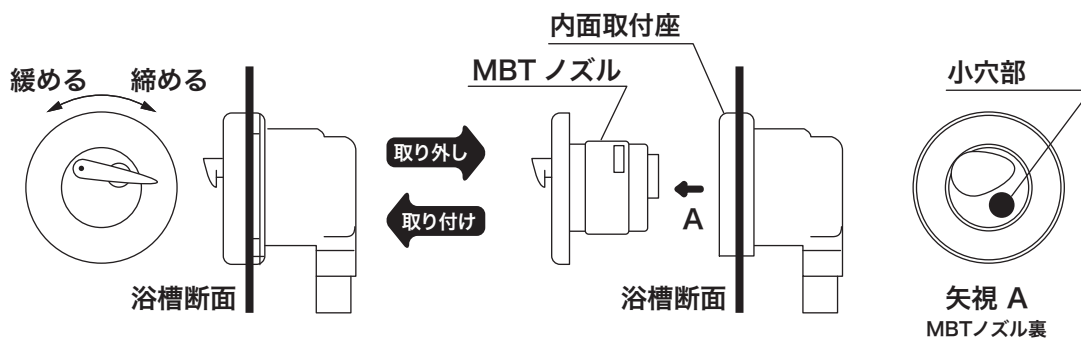 内面取付座
MBT ノズル
小穴部
緩める
締める
取り外し
取り付け
A
浴槽断面
浴槽断面
矢視 A
MBTノズル裏